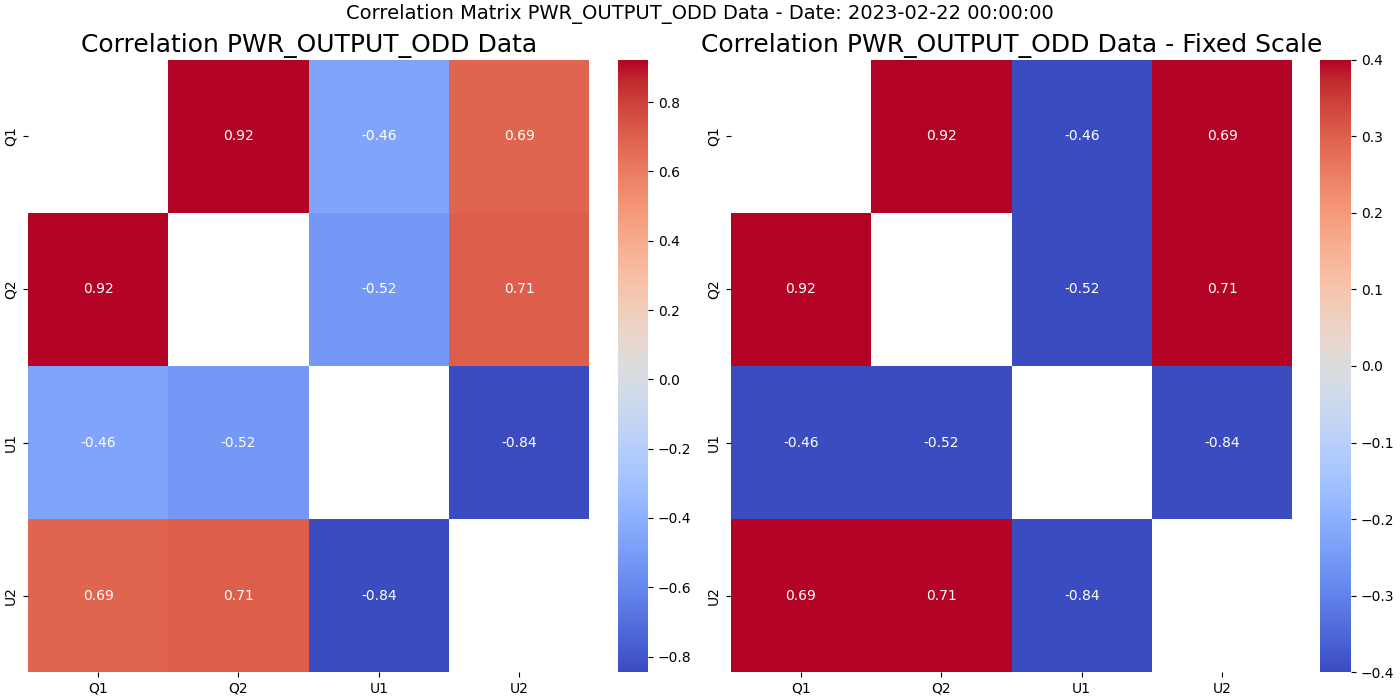 Correlation Matrix PWR_OUTPUT_ODD Data - Date: 2023-02-22 00:00:00
Correlation PWR_OUTPUT_ODD Data
Q1
0.92
-0.46
0.69
Q2
0.92
-0.52
0.71
U1
-0.46
-0.52
-0.84
U2
0.69
0.71
-0.84
Q1
Q2
U1
U2
0.8
0.6
0.4
0.2
0.0
−0.2
−0.4
−0.6
−0.8
Correlation PWR_OUTPUT_ODD Data - Fixed Scale
Q1
0.92
-0.46
0.69
Q2
0.92
-0.52
0.71
U1
-0.46
-0.52
-0.84
U2
0.69
0.71
-0.84
Q1
Q2
U1
U2
0.4
0.3
0.2
0.1
0.0
−0.1
−0.2
−0.3
−0.4